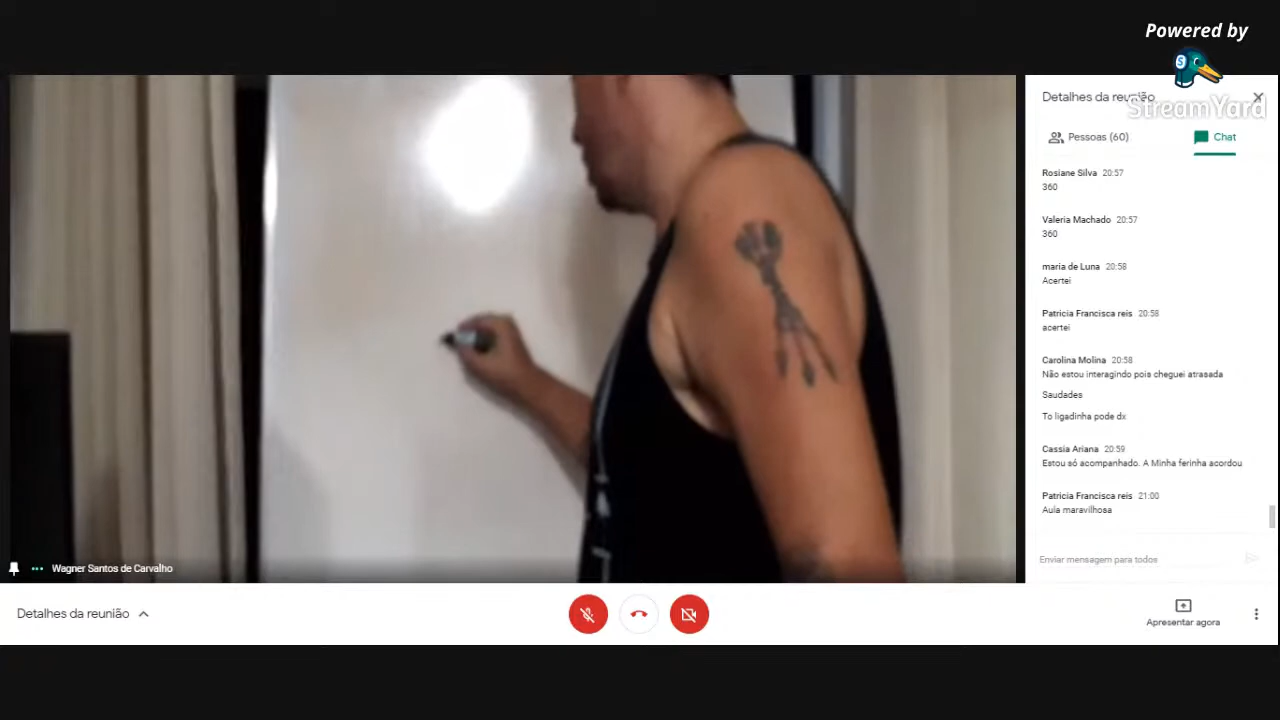 Powered by
StreamYard
Detalhes da reunião
Pessoas (60)
Chat
Rosiane Silva 20:57
360
Valeria Machado 20:57
360
maria de Luna 20:58
Acertei
Patricia Francisca reis 20:58
acertei
Carolina Molina 20:58
Não estou interagindo pois cheguei atrasada
Saudades
To ligadinha pode dx
Cassia Ariana 20:59
Estou só acompanhado. A Minha ferinha acordou
Patricia Francisca reis 21:00
Aula maravilhosa
Enviar mensagem para todos
Wagner Santos de Carvalho
Detalhes da reunião
Apresentar agora